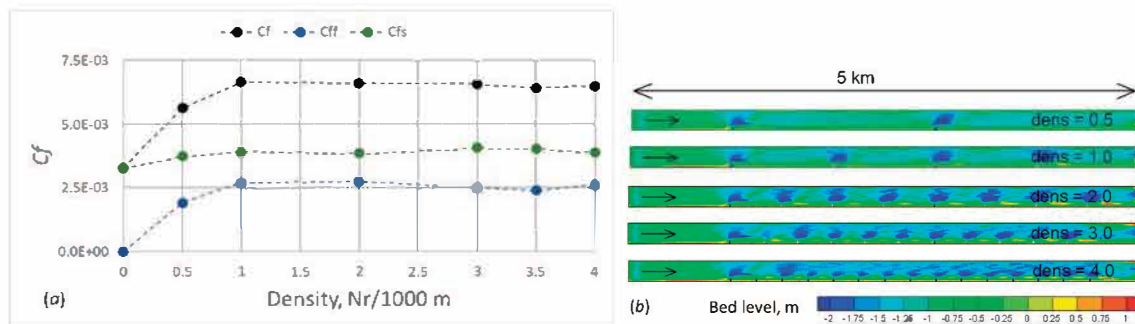 Cf Cff Cfs
7.5E-03
5.0E-03
2.5E-03
0.0E+00
Cf
0 0.5 1 1.5 2 2.5 3 3.5 4
Density, Nr/1000 m
(a)
5 km
dens = 0.5
dens = 1.0
dens = 2.0
dens = 3.0
dens = 4.0
(b) Bed level, m
-2 -1.75 -1.5 -1.25 -1 -0.75 -0.5 -0.25 0 0.25 0.5 0.75 1